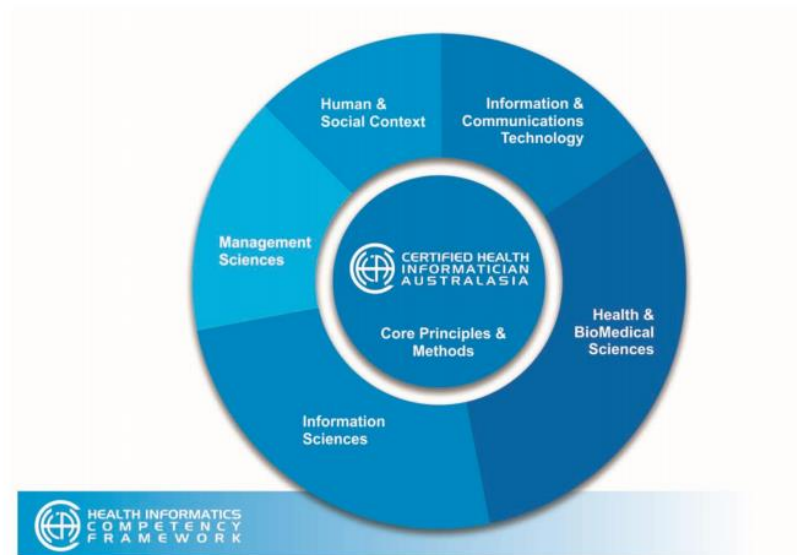 Human &
Social Context
Information &
Communications
Technology
Management
Sciences
CERTIFIED HEALTH
INFORMATICIAN
AUSTRALASIA
Core Principles &
Methods
Health &
BioMedical
Sciences
Information
Sciences
HEALTH INFORMATICS
COMPETENCY
FRAMEWORK